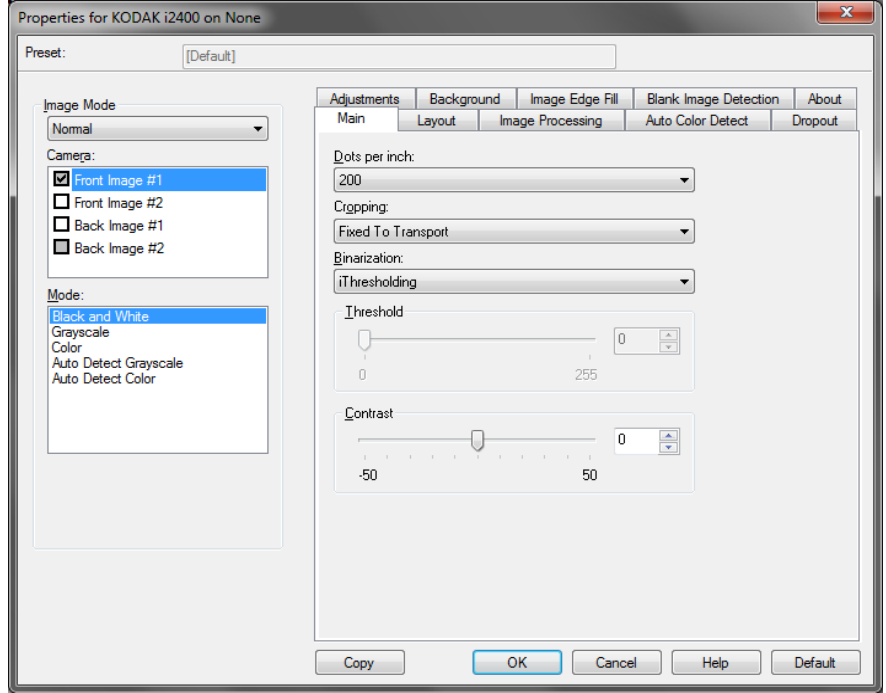 Properties for KODAK i2400 on None
Preset:
[Default]
Image Mode
Normal
Camera:
Front Image #1
Front Image #2
Back Image #1
Back Image #2
Mode:
Black and White
Grayscale
Color
Auto Detect Grayscale
Auto Detect Color
Adjustments Background Image Edge Fill Blank Image Detection About
Main Layout Image Processing Auto Color Detect Dropout
Dots per inch:
200
Cropping:
Fixed To Transport
Binarization:
iThresholding
Threshold
0
0 255
Contrast
0
-50 50
Copy OK Cancel Help Default